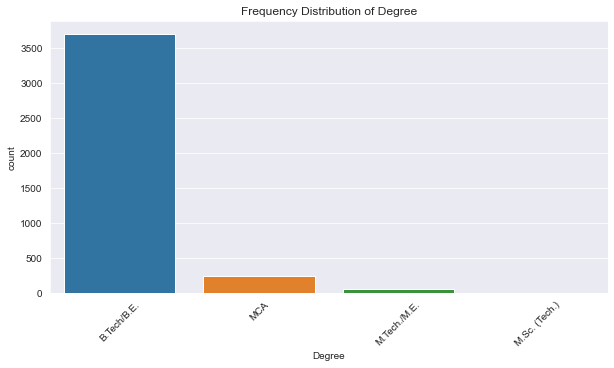 Frequency Distribution of Degree
3500
3000
2500
2000
1500
1000
500
0
count
B.Tech/B.E.
MCA
M.Tech./M.E.
M.Sc. (Tech.)
Degree